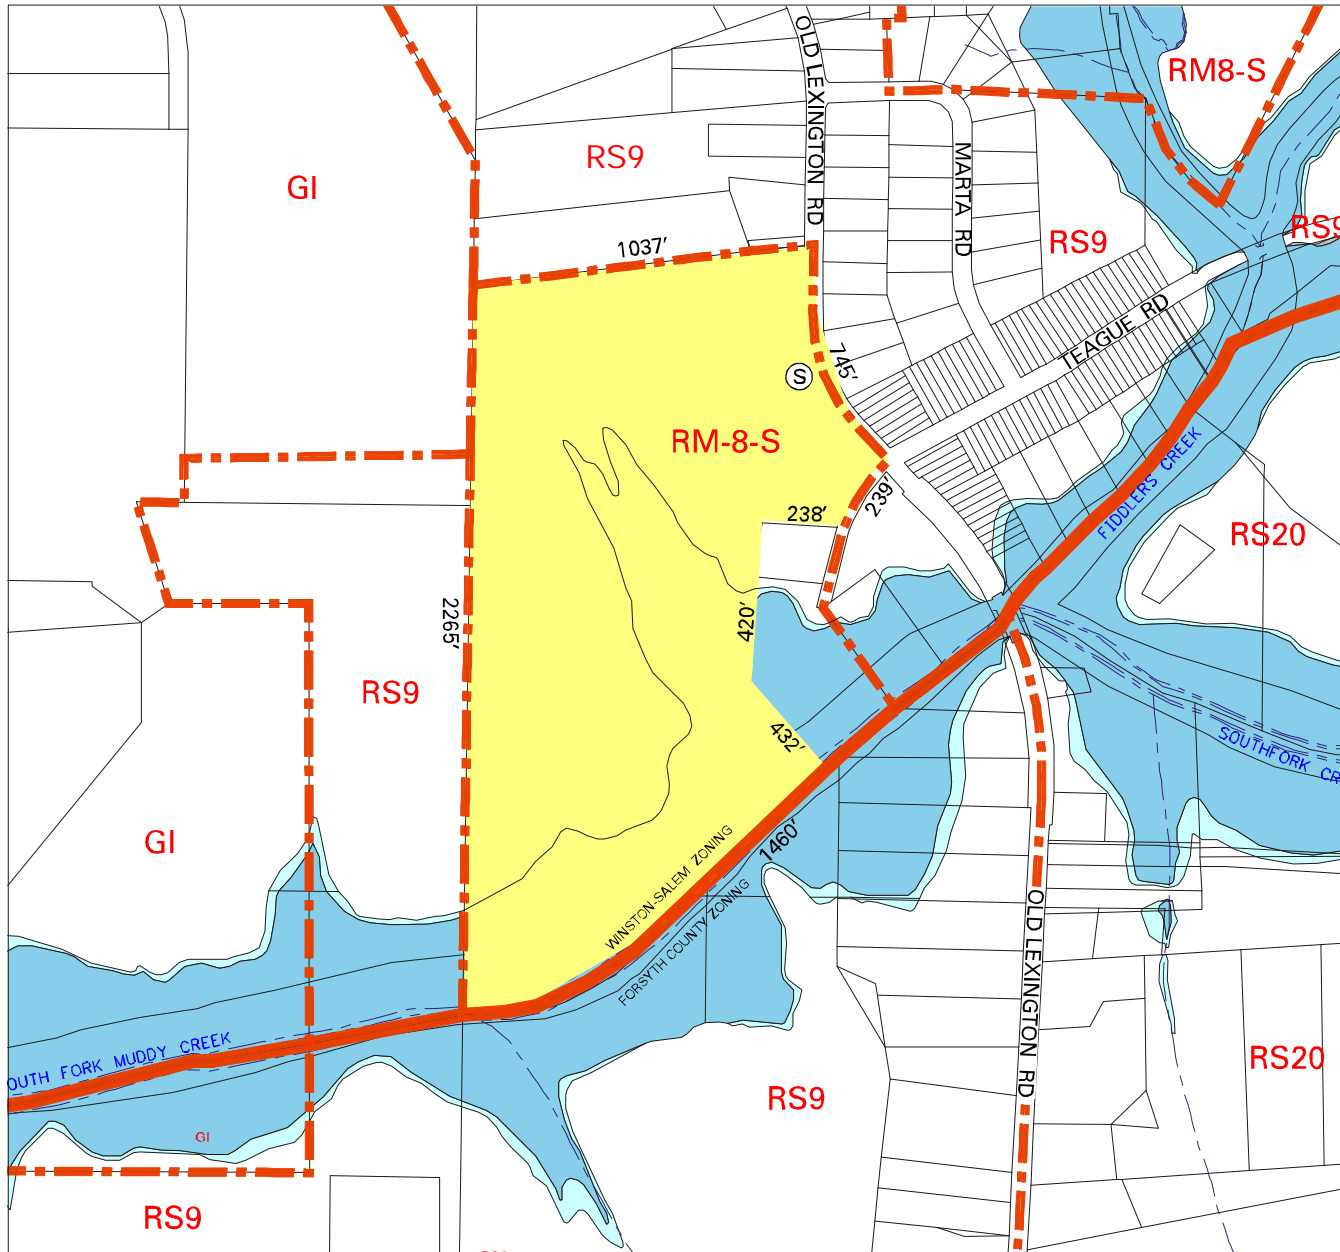 OLD LEXINGTON RD
RM8-S
RS9
GI
MARTA RD
RS9
RS9
1037'
TEAGUE RD
745'
S
RM-8-S
FIDDLERS CREEK
239'
238'
RS20
2265'
420'
RS9
432'
SOUTHFORK CR
GI
1460'
WINSTON-SALEM ZONING
FORSYTH COUNTY ZONING
OLD LEXINGTON RD
OUTH FORK MUDDY CREEK
RS20
RS9
GI
RS9